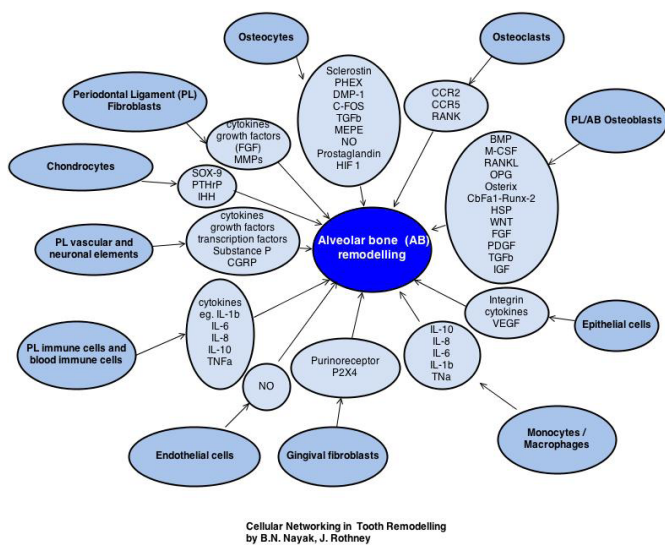 Osteocytes
Osteoclasts
Sclerostin
PHEX
DMP-1
C-FOS
TGFb
MEPE
NO
Prostaglandin
HIF 1
CCR2
CCR5
RANK
Periodontal Ligament (PL)
Fibroblasts
cytokines
growth factors
(FGF)
MMPs
PL/AB Osteoblasts
BMP
M-CSF
RANKL
OPG
Osterix
CbFa1-Runx-2
HSP
WNT
FGF
PDGF
TGFb
IGF
Chondrocytes
SOX-9
PTHrP
IHH
PL vascular and
neuronal elements
cytokines
growth factors
transcription factors
Substance P
CGRP
Alveolar bone (AB)
remodelling
PL immune cells and
blood immune cells
cytokines
eg. IL-1b
IL-6
IL-8
IL-10
TNFa
Integrin
cytokines
VEGF
Epithelial cells
NO
Purinoreceptor
P2X4
IL-10
IL-8
IL-6
IL-1b
TNa
Endothelial cells
Gingival fibroblasts
Monocytes /
Macrophages
Cellular Networking in Tooth Remodelling
by B.N. Nayak, J. Rothney